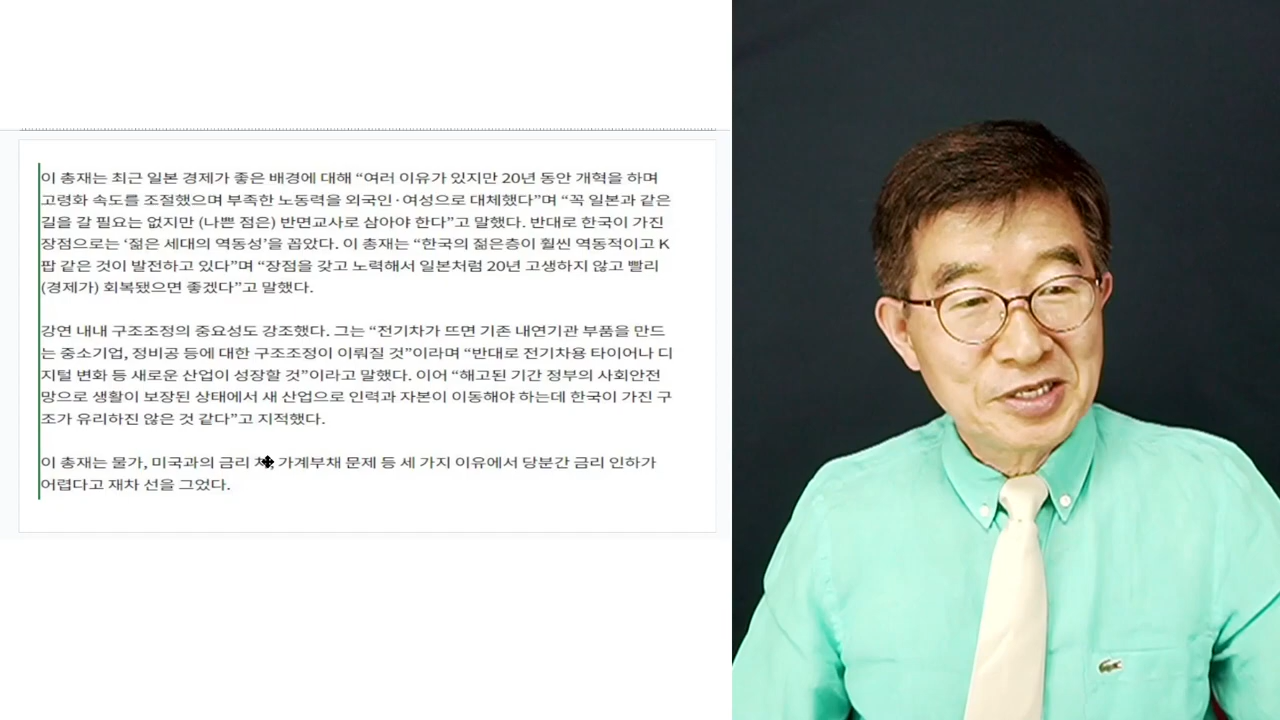 이 총재는 최근 일본 경제가 좋은 배경에 대해 “여러 이유가 있지만 20년 동안 개혁을 하며
고령화 속도를 조절했으며 부족한 노동력을 외국인·여성으로 대체했다”며 “꼭 일본과 같은
길을 갈 필요는 없지만 (나쁜 점은) 반면교사로 삼아야 한다”고 말했다. 반대로 한국이 가진
장점으로는 ‘젊은 세대의 역동성’을 꼽았다. 이 총재는 “한국의 젊은층이 훨씬 역동적이고 K
팝 같은 것이 발전하고 있다”며 “장점을 갖고 노력해서 일본처럼 20년 고생하지 않고 빨리
(경제가) 회복됐으면 좋겠다”고 말했다.
강연 내내 구조조정의 중요성도 강조했다. 그는 “전기차가 뜨면 기존 내연기관 부품을 만드
는 중소기업, 정비공 등에 대한 구조조정이 이뤄질 것”이라며 “반대로 전기차용 타이어나 디
지털 변화 등 새로운 산업이 성장할 것”이라고 말했다. 이어 “해고된 기간 정부의 사회안전
망으로 생활이 보장된 상태에서 새 산업으로 인력과 자본이 이동해야 하는데 한국이 가진 구
조가 유리하진 않은 것 같다”고 지적했다.
이 총재는 물가, 미국과의 금리 가계부채 문제 등 세 가지 이유에서 당분간 금리 인하가
어렵다고 재차 선을 그었다.